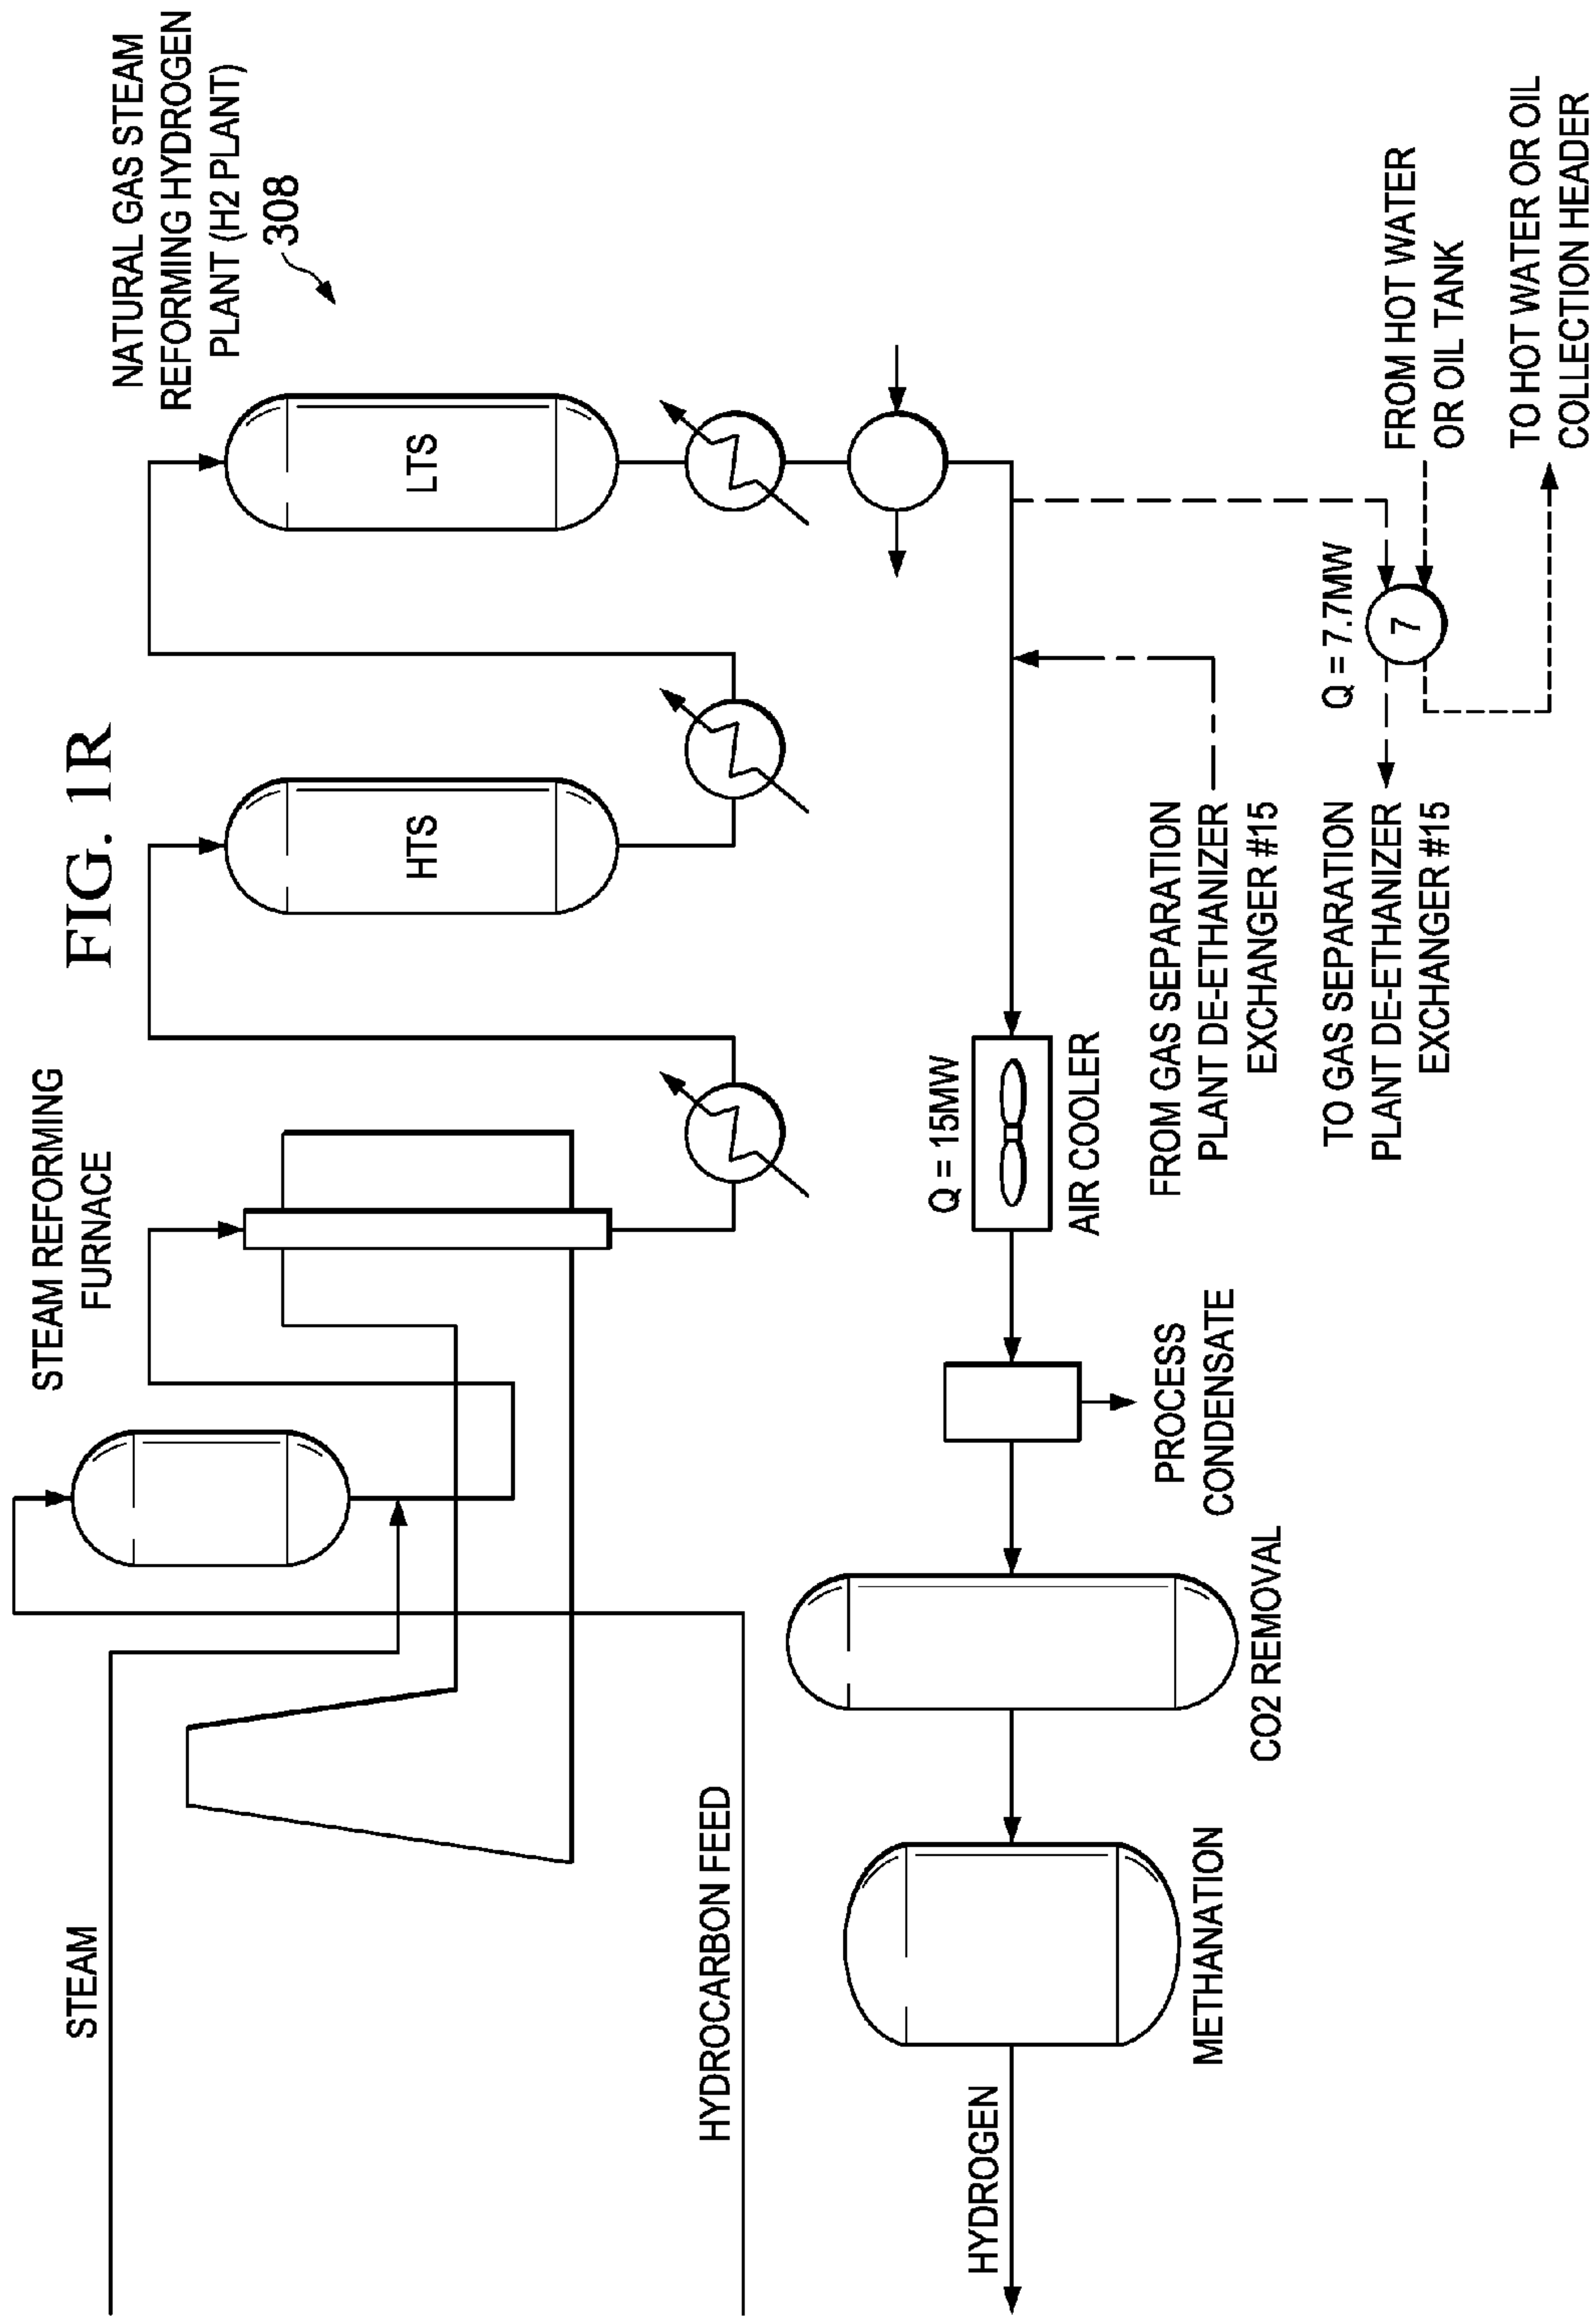 FIG. 1R
NATURAL GAS STEAM
REFORMING HYDROGEN
PLANT (H2 PLANT)
308
STEAM REFORMING
FURNACE
STEAM
HTS
LTS
HYDROCARBON FEED
HYDROGEN
METHANATION
CO2 REMOVAL
PROCESS
CONDENSATE
Q = 15MW
AIR COOLER
FROM GAS SEPARATION
PLANT DE-ETHANIZER
EXCHANGER #15
TO GAS SEPARATION
PLANT DE-ETHANIZER
EXCHANGER #15
Q = 7.7MW
7
FROM HOT WATER
OR OIL TANK
TO HOT WATER OR OIL
COLLECTION HEADER